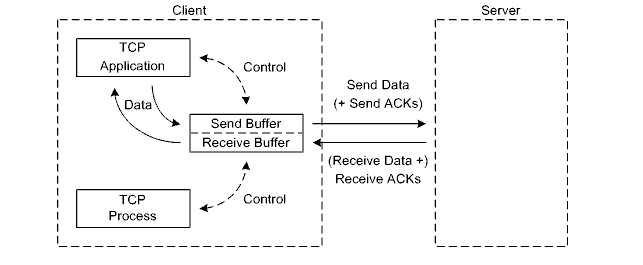 Client
Server
TCP
Application
Control
Data
Send Buffer
Receive Buffer
Send Data
(+ Send ACKs)
(Receive Data +)
Receive ACKs
TCP
Process
Control